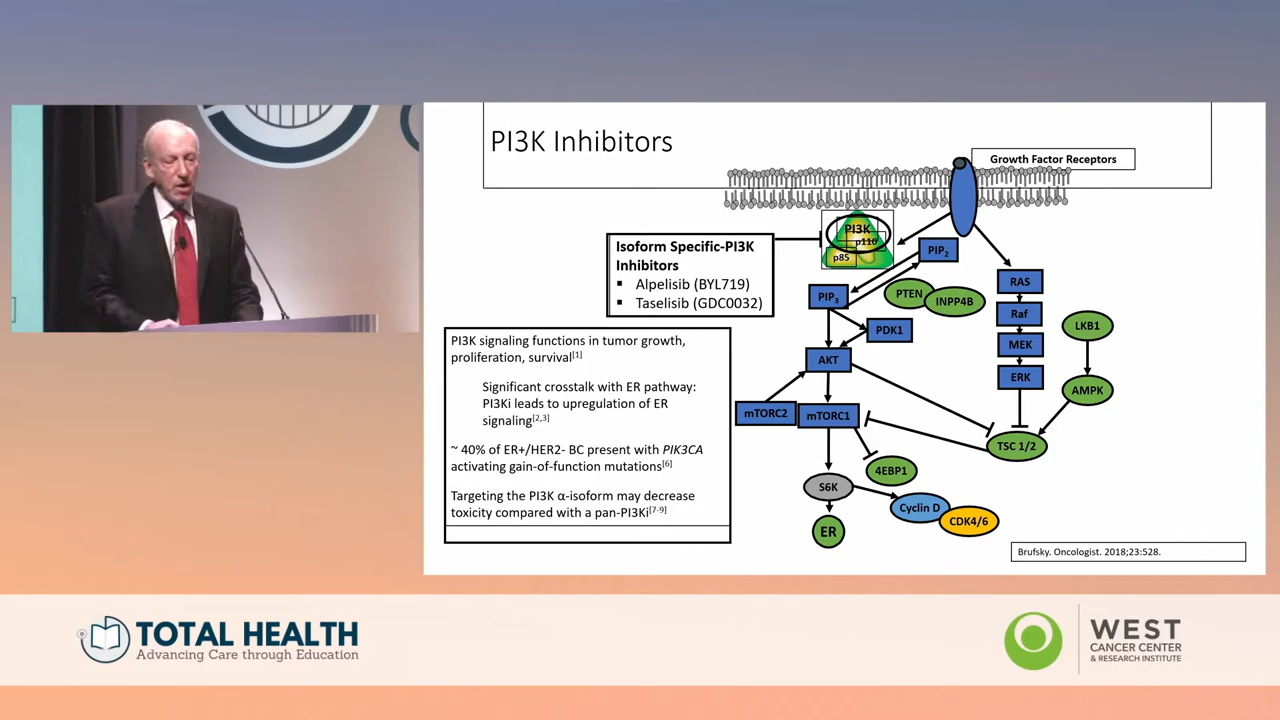 PI3K Inhibitors
Growth Factor Receptors
PI3K
p110
p85
PIP2
Isoform Specific-PI3K
Inhibitors
▪ Alpelisib (BYL719)
▪ Taselisib (GDC0032)
PIP3
PTEN
INPP4B
RAS
Raf
MEK
ERK
PDK1
LKB1
AKT
AMPK
mTORC2
mTORC1
TSC 1/2
4EBP1
S6K
Cyclin D
CDK4/6
ER
PI3K signaling functions in tumor growth,
proliferation, survival[1]
Significant crosstalk with ER pathway:
PI3Ki leads to upregulation of ER
signaling[2,3]
~ 40% of ER+/HER2- BC present with PIK3CA
activating gain-of-function mutations[6]
Targeting the PI3K α-isoform may decrease
toxicity compared with a pan-PI3Ki[7-9]
Brufsky. Oncologist. 2018;23:528.
TOTAL HEALTH
Advancing Care through Education
WEST
CANCER CENTER
& RESEARCH INSTITUTE